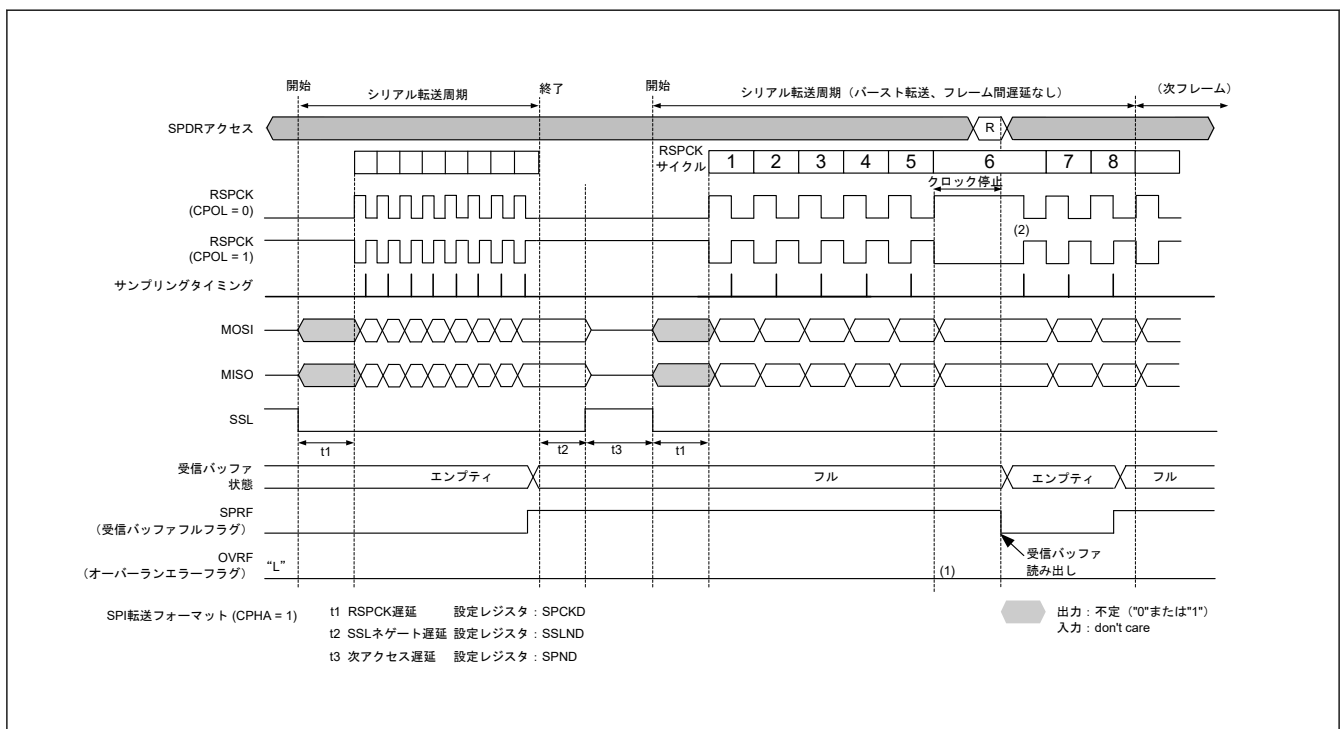 開始
シリアル転送周期
終了
開始
シリアル転送周期（バースト転送、フレーム間遅延なし）
（次フレーム）
SPDRアクセス
R
RSPCK
サイクル
1 2 3 4 5 6 7 8
クロック停止
RSPCK
(CPOL = 0)
(2)
RSPCK
(CPOL = 1)
サンプリングタイミング
MOSI
MISO
SSL
t1 t2 t3 t1
受信バッファ
状態
エンプティ フル エンプティ フル
SPRF
（受信バッファフルフラグ）
受信バッファ
読み出し
OVRF
（オーバーランエラーフラグ）
“L”
(1)
SPI転送フォーマット (CPHA = 1)
t1 RSPCK遅延 設定レジスタ：SPCKD
t2 SSLネゲート遅延 設定レジスタ：SSLND
t3 次アクセス遅延 設定レジスタ：SPND
出力：不定（"0"または"1"）
入力：don't care